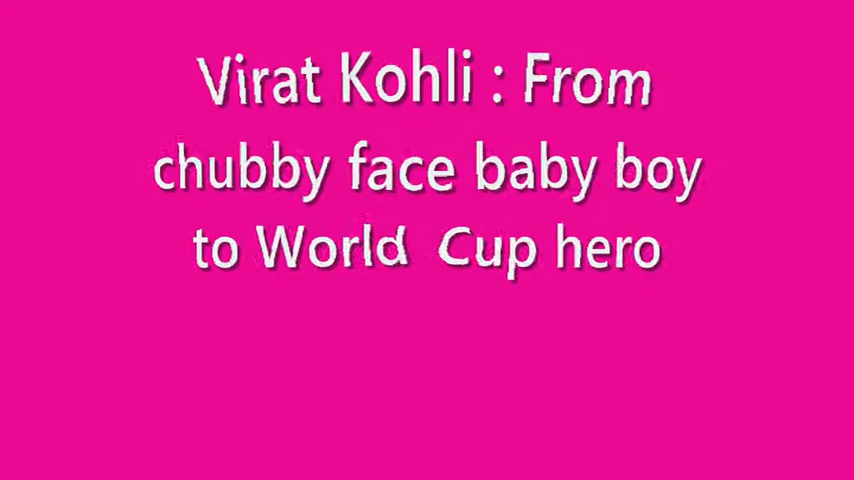 Virat Kohli : From
chubby face baby boy
to World Cup hero